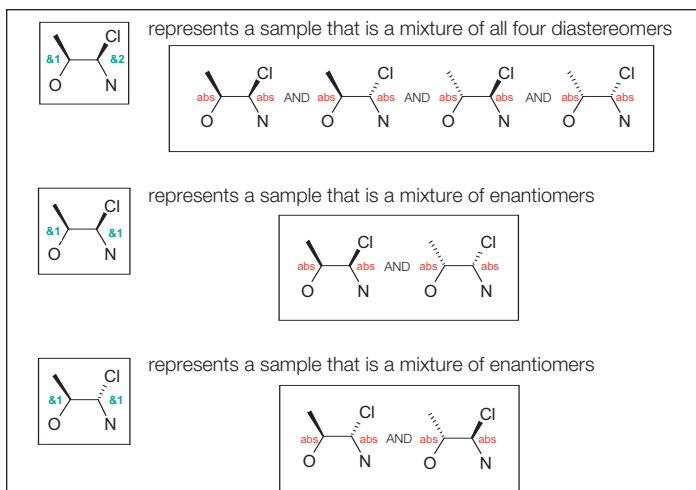 represents a sample that is a mixture of all four diastereomers
Cl
&1 &2
O N
Cl Cl Cl Cl
abs abs AND abs abs AND abs abs AND abs abs
O N O N O N O N
represents a sample that is a mixture of enantiomers
Cl
&1 &1
O N
Cl Cl
abs abs AND abs abs
O N O N
represents a sample that is a mixture of enantiomers
Cl
&1 &1
O N
Cl Cl
abs abs AND abs abs
O N O N